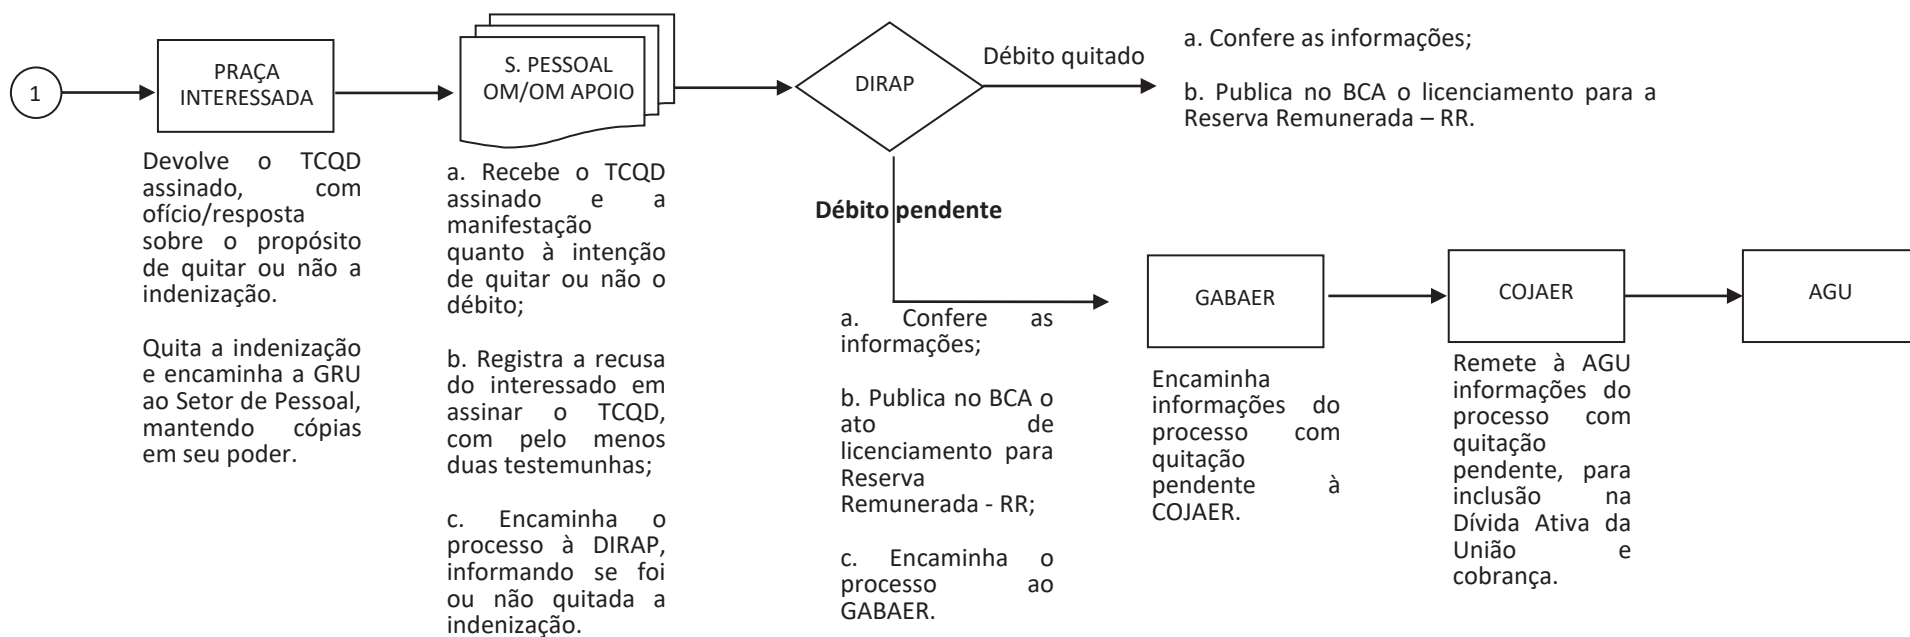 1
PRAÇA
INTERESSADA
Devolve o TCQD
assinado, com
ofício/resposta
sobre o propósito
de quitar ou não a
indenização.
Quita a indenização
e encaminha a GRU
ao Setor de Pessoal,
mantendo cópias
em seu poder.
S. PESSOAL
OM/OM APOIO
a. Recebe o TCQD
assinado e a
manifestação
quanto à intenção
de quitar ou não o
débito;
b. Registra a recusa
do interessado em
assinar o TCQD,
com pelo menos
duas testemunhas;
c. Encaminha o
processo à DIRAP,
informando se foi
ou não quitada a
indenização.
DIRAP
Débito quitado
a. Confere as informações;
b. Publica no BCA o licenciamento para a
Reserva Remunerada – RR.
Débito pendente
a. Confere as
informações;
b. Publica no BCA o
ato de
licenciamento para
Reserva
Remunerada - RR;
c. Encaminha o
processo ao
GABAER.
GABAER
Encaminha
informações do
processo com
quitação
pendente à
COJAER.
COJAER
Remete à AGU
informações do
processo com
quitação
pendente, para
inclusão na
Dívida Ativa da
União e
cobrança.
AGU